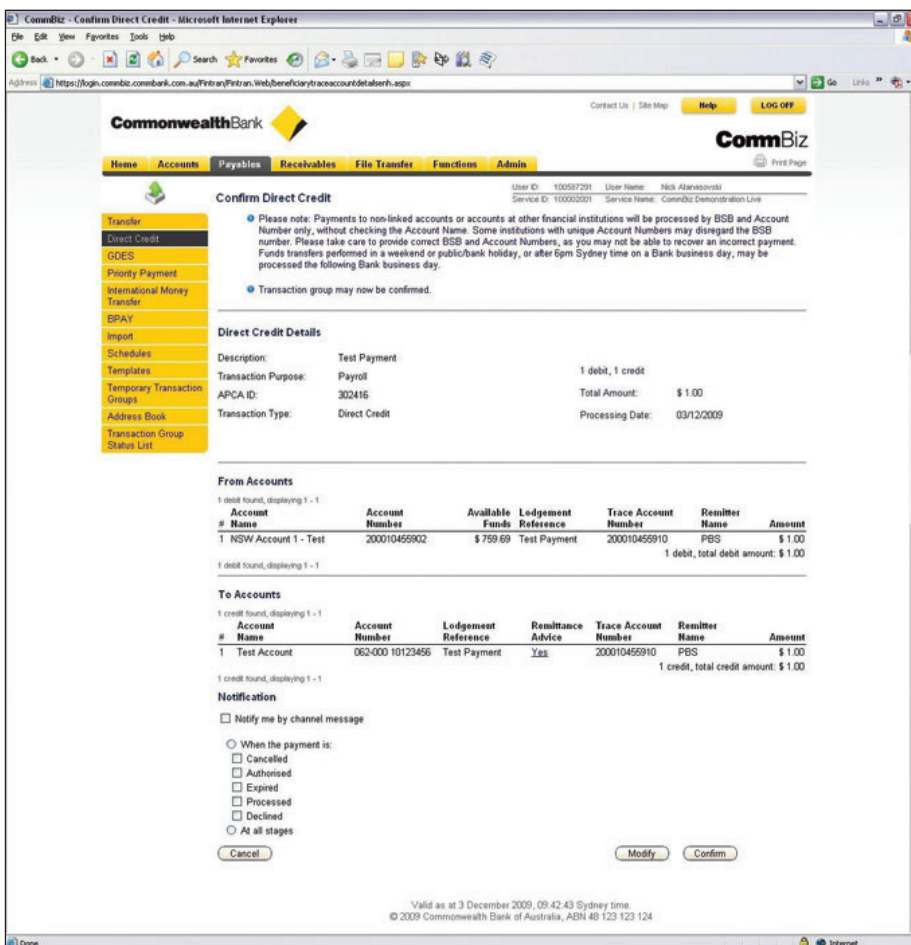 CommBiz - Confirm Direct Credit - Microsoft Internet Explorer
File Edit View Favorites Tools Help
Back Search Favorites
Address https://login.commbiz.commbank.com.au/Fintran/Fintran.Web/beneficiarytraceaccountdetailsenh.aspx Go Links »
Contact Us | Site Map Help LOG OFF
CommonwealthBank
CommBiz
Home Accounts Payables Receivables File Transfer Functions Admin Print Page
User ID: 100587291 User Name: Nick Atanasovski
Service ID: 100002001 Service Name: CommBiz Demonstration Live
Confirm Direct Credit
Transfer
Direct Credit
GDES
Priority Payment
International Money
Transfer
BPAY
Import
Schedules
Templates
Temporary Transaction
Groups
Address Book
Transaction Group
Status List
Please note: Payments to non-linked accounts or accounts at other financial institutions will be processed by BSB and Account
Number only, without checking the Account Name. Some institutions with unique Account Numbers may disregard the BSB
number. Please take care to provide correct BSB and Account Numbers, as you may not be able to recover an incorrect payment.
Funds transfers performed in a weekend or public/bank holiday, or after 6pm Sydney time on a Bank business day, may be
processed the following Bank business day.
Transaction group may now be confirmed.
Direct Credit Details
Description: Test Payment
1 debit, 1 credit
Transaction Purpose: Payroll
APCA ID: 302416 Total Amount: $ 1.00
Transaction Type: Direct Credit Processing Date: 03/12/2009
From Accounts
1 debit found, displaying 1 - 1
Account Account Available Lodgement Trace Account Remitter
# Name Number Funds Reference Number Name Amount
1 NSW Account 1 - Test 200010455902 $ 759.69 Test Payment 200010455910 PBS $ 1.00
1 debit, total debit amount: $ 1.00
1 debit found, displaying 1 - 1
To Accounts
1 credit found, displaying 1 - 1
Account Account Lodgement Remittance Trace Account Remitter
# Name Number Reference Advice Number Name Amount
1 Test Account 062-000 10123456 Test Payment Yes 200010455910 PBS $ 1.00
1 credit, total credit amount: $ 1.00
1 credit found, displaying 1 - 1
Notification
Notify me by channel message
When the payment is:
Cancelled
Authorised
Expired
Processed
Declined
At all stages
Cancel Modify Confirm
Valid as at 3 December 2009, 09:42:43 Sydney time.
© 2009 Commonwealth Bank of Australia, ABN 48 123 123 124
Done Internet